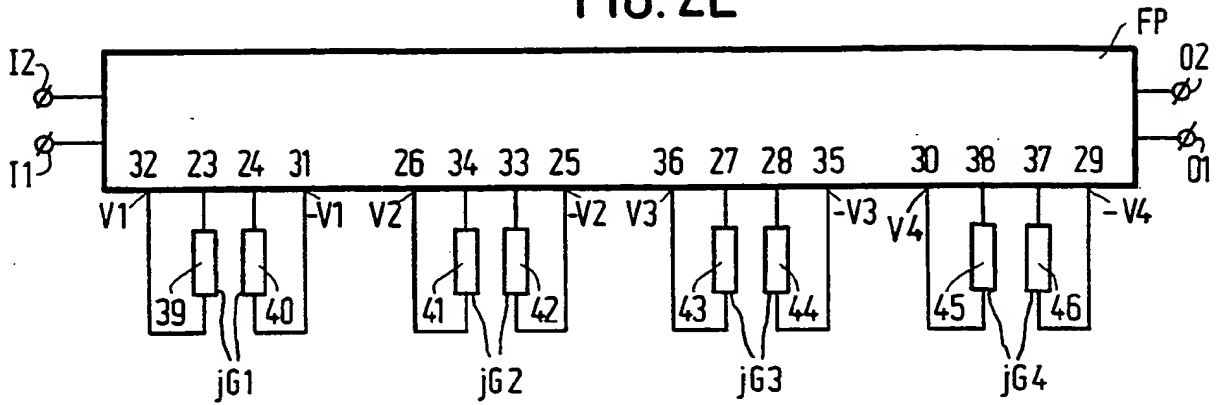 FIG. 2E
FP
I2 O2
I1 O1
32 23 24 31 26 34 33 25 36 27 28 35 30 38 37 29
V1 -V1 V2 -V2 V3 -V3 V4 -V4
39 40 41 42 43 44 45 46
jG1 jG2 jG3 jG4